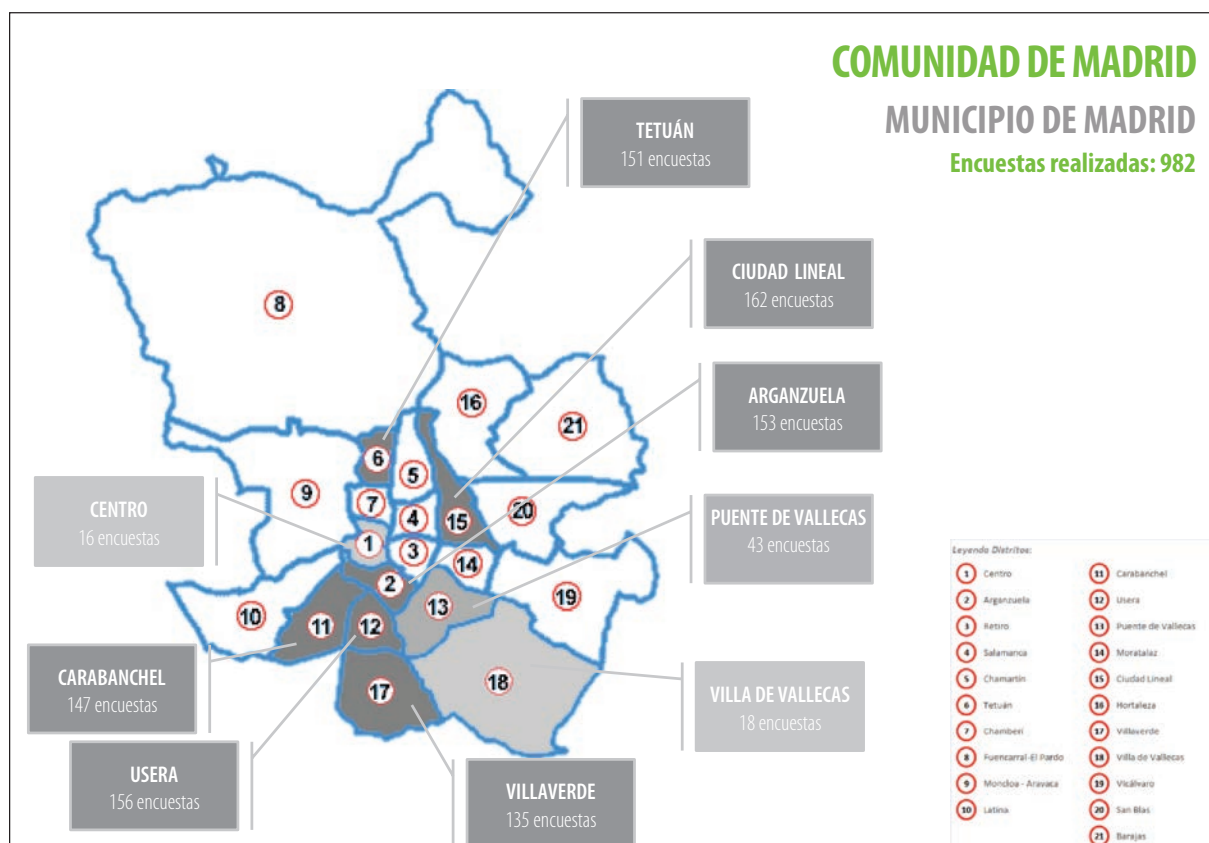 COMUNIDAD DE MADRID
MUNICIPIO DE MADRID
Encuestas realizadas: 982
TETUÁN
151 encuestas
CIUDAD LINEAL
162 encuestas
ARGANZUELA
153 encuestas
PUENTE DE VALLECAS
43 encuestas
CENTRO
16 encuestas
CARABANCHEL
147 encuestas
USERA
156 encuestas
VILLAVERDE
135 encuestas
VILLA DE VALLECAS
18 encuestas
8
16
21
6
5
9
7
4
15
20
1
3
14
2
13
19
10
11
12
17
18
Leyenda Distritos:
1 Centro
2 Arganzuela
3 Retiro
4 Salamanca
5 Chamartín
6 Tetuán
7 Chamberí
8 Fuencarral-El Pardo
9 Moncloa - Aravaca
10 Latina
11 Carabanchel
12 Usera
13 Puente de Vallecas
14 Moratalaz
15 Ciudad Lineal
16 Hortaleza
17 Villaverde
18 Villa de Vallecas
19 Vicálvaro
20 San Blas
21 Barajas